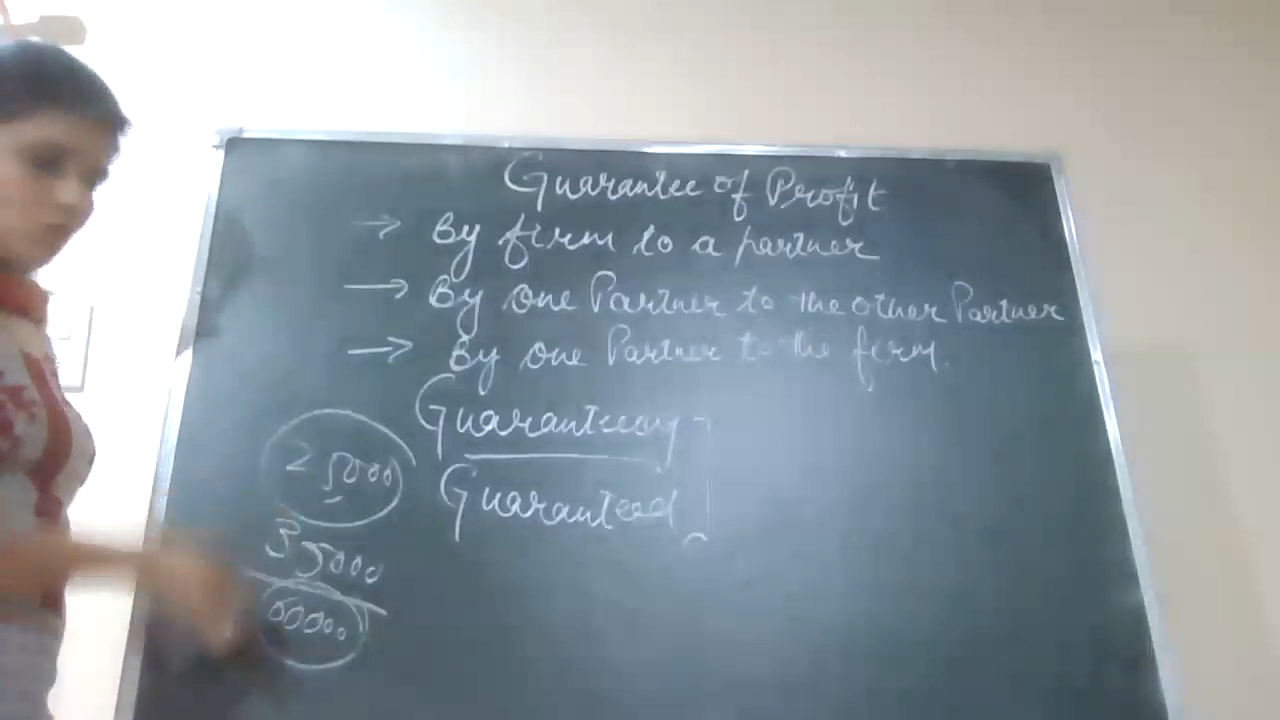 Guarantee of Profit
→ By firm to a partner
→ By one Partner to the other Partner
→ By one Partner to the firm.
Guaranteeing
Guaranteed
25000
35000